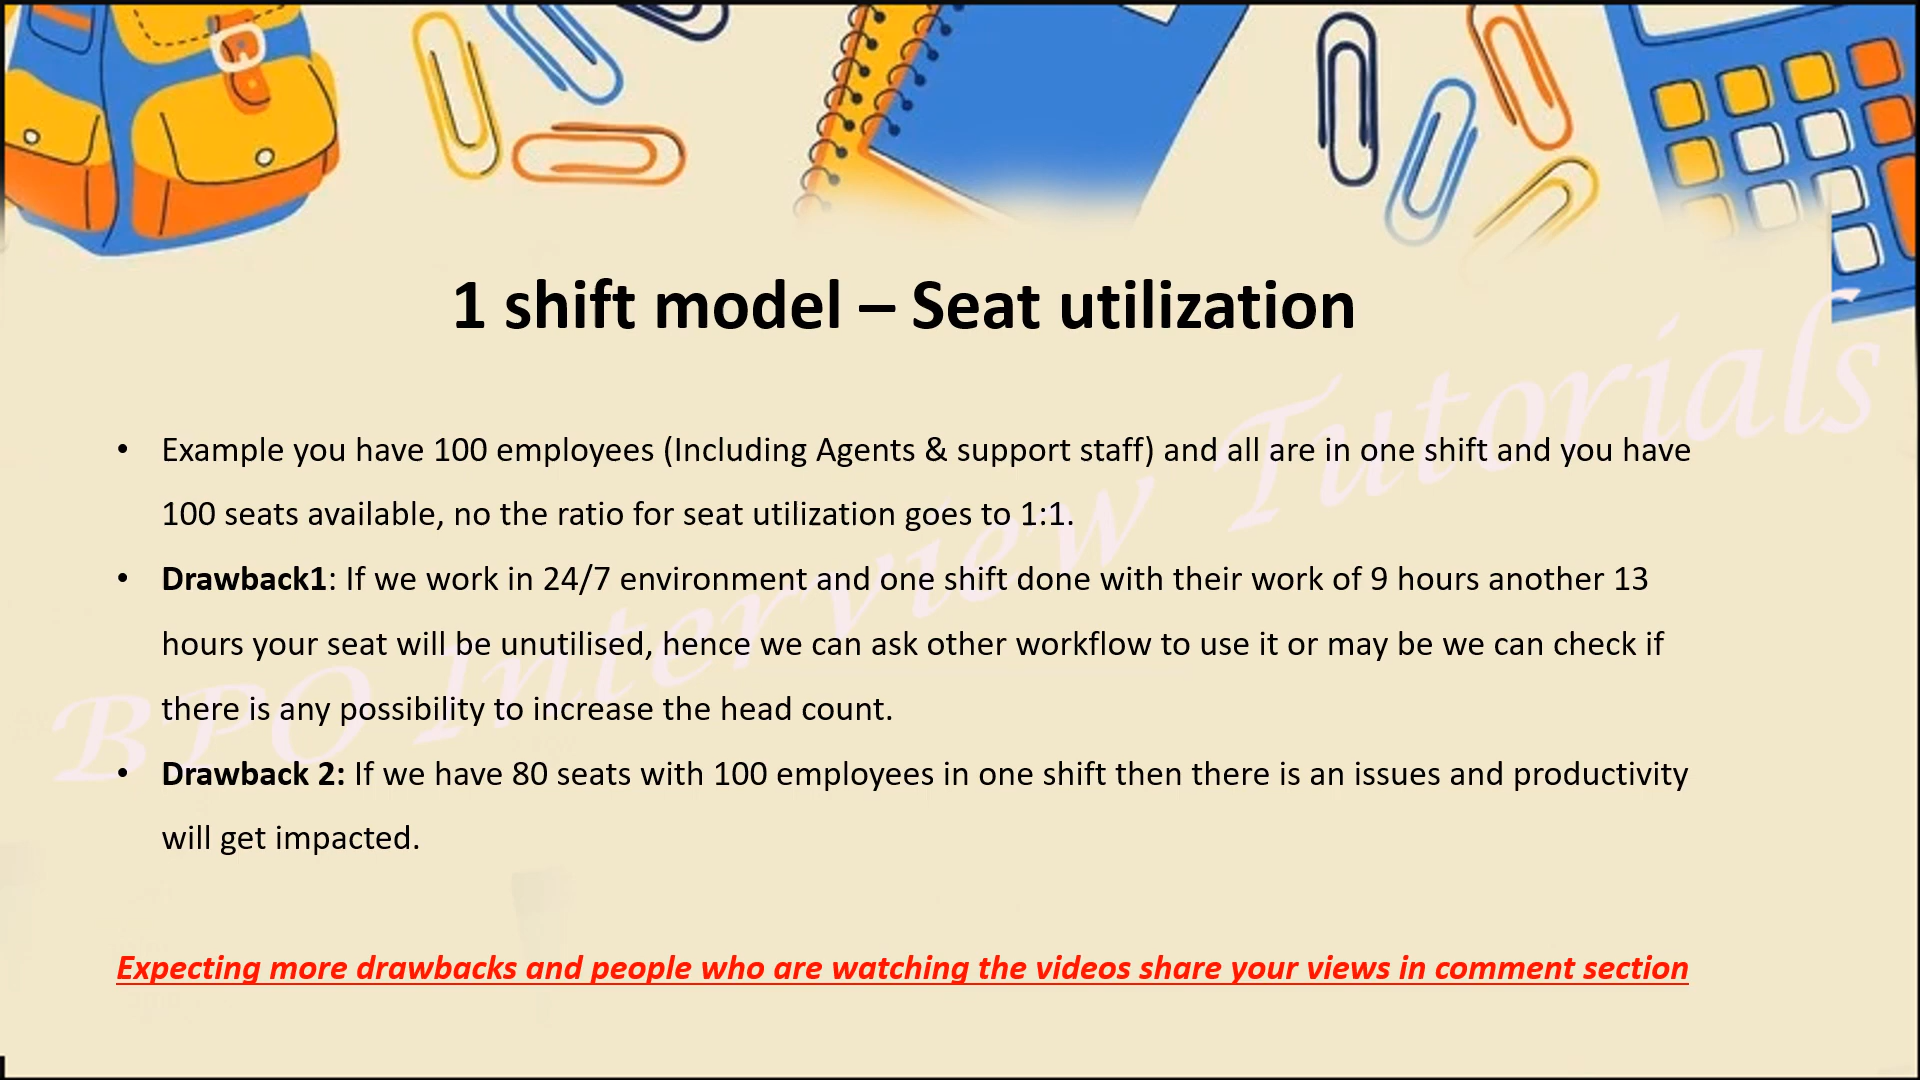 1 shift model – Seat utilization
• Example you have 100 employees (Including Agents & support staff) and all are in one shift and you have
100 seats available, no the ratio for seat utilization goes to 1:1.
• Drawback1: If we work in 24/7 environment and one shift done with their work of 9 hours another 13
hours your seat will be unutilised, hence we can ask other workflow to use it or may be we can check if
there is any possibility to increase the head count.
• Drawback 2: If we have 80 seats with 100 employees in one shift then there is an issues and productivity
will get impacted.
Expecting more drawbacks and people who are watching the videos share your views in comment section
BPO Interview Tutorials